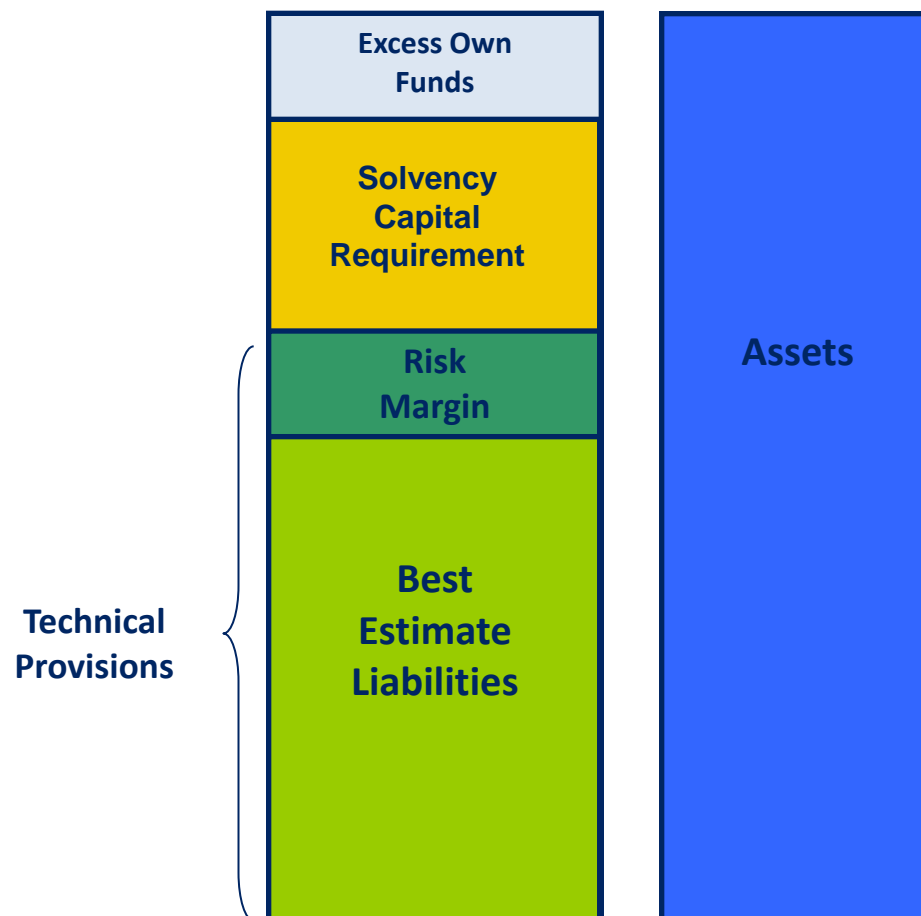 Excess Own
Funds
Solvency
Capital
Requirement
Risk
Margin
Assets
Best
Estimate
Liabilities
Technical
Provisions